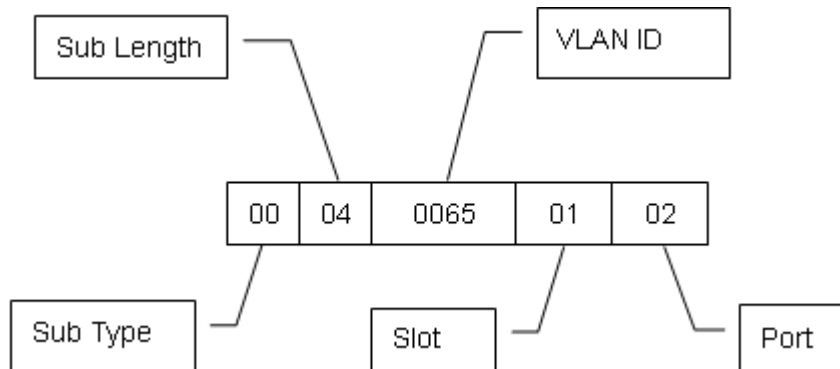 Sub Length
VLAN ID
00 04 0065 01 02
Sub Type
Slot
Port